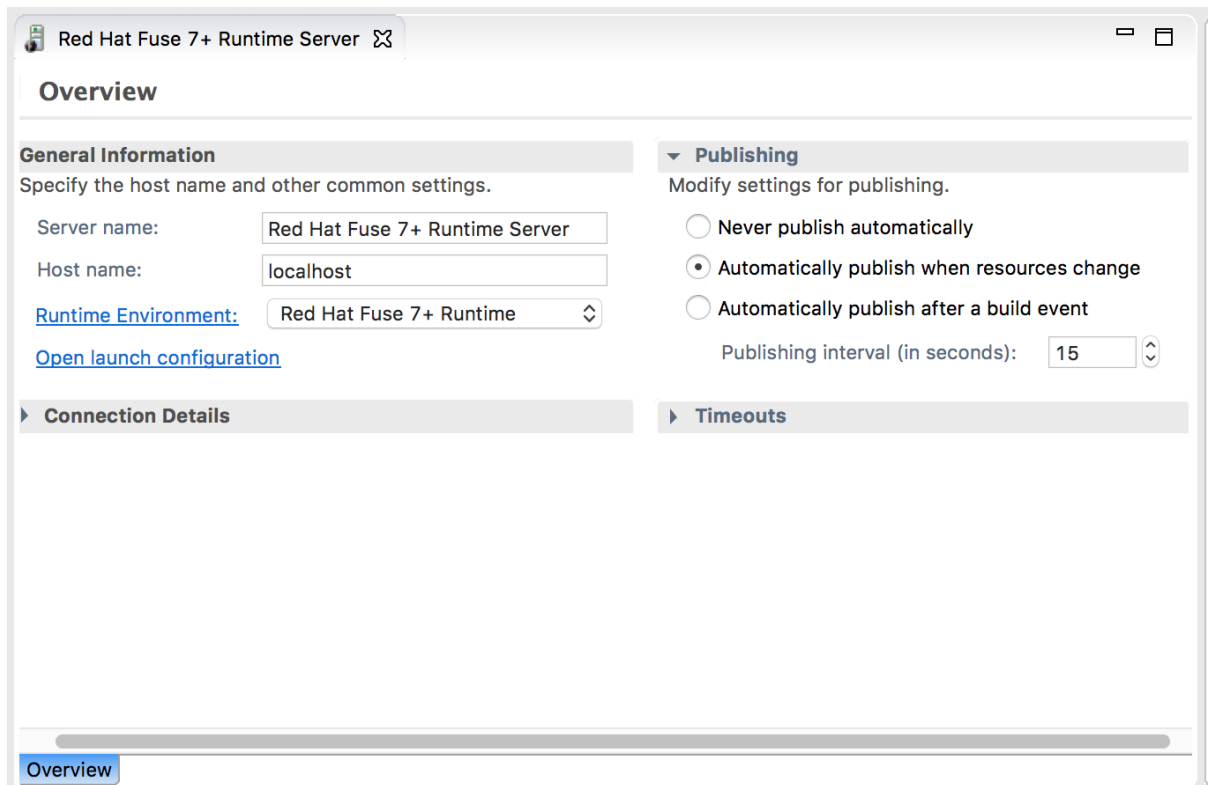 Red Hat Fuse 7+ Runtime Server
Overview
General Information
Specify the host name and other common settings.
Server name: Red Hat Fuse 7+ Runtime Server
Host name: localhost
Runtime Environment: Red Hat Fuse 7+ Runtime
Open launch configuration
Connection Details
Publishing
Modify settings for publishing.
Never publish automatically
Automatically publish when resources change
Automatically publish after a build event
Publishing interval (in seconds): 15
Timeouts
Overview